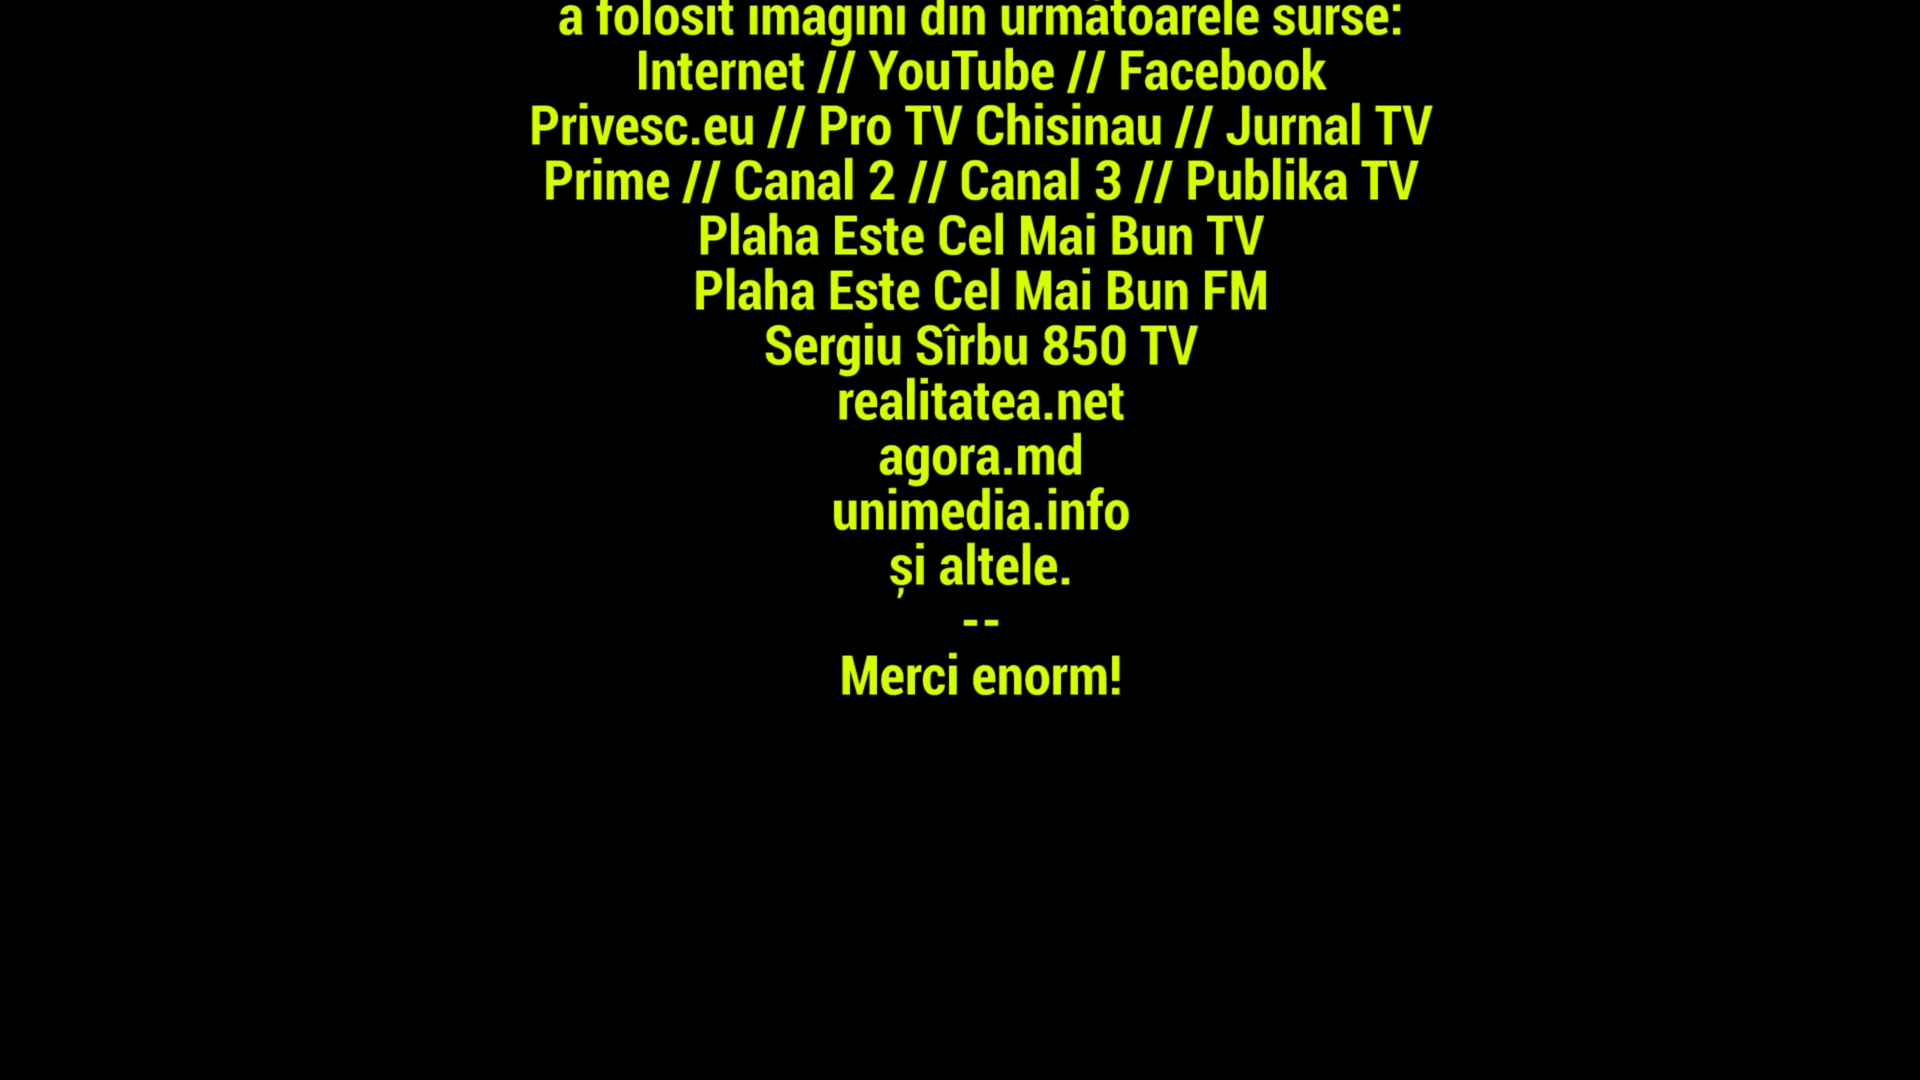 a folosit imagini din următoarele surse:
Internet // YouTube // Facebook
Privesc.eu // Pro TV Chisinau // Jurnal TV
Prime // Canal 2 // Canal 3 // Publika TV
Plaha Este Cel Mai Bun TV
Plaha Este Cel Mai Bun FM
Sergiu Sîrbu 850 TV
realitatea.net
agora.md
unimedia.info
și altele.
--
Merci enorm!